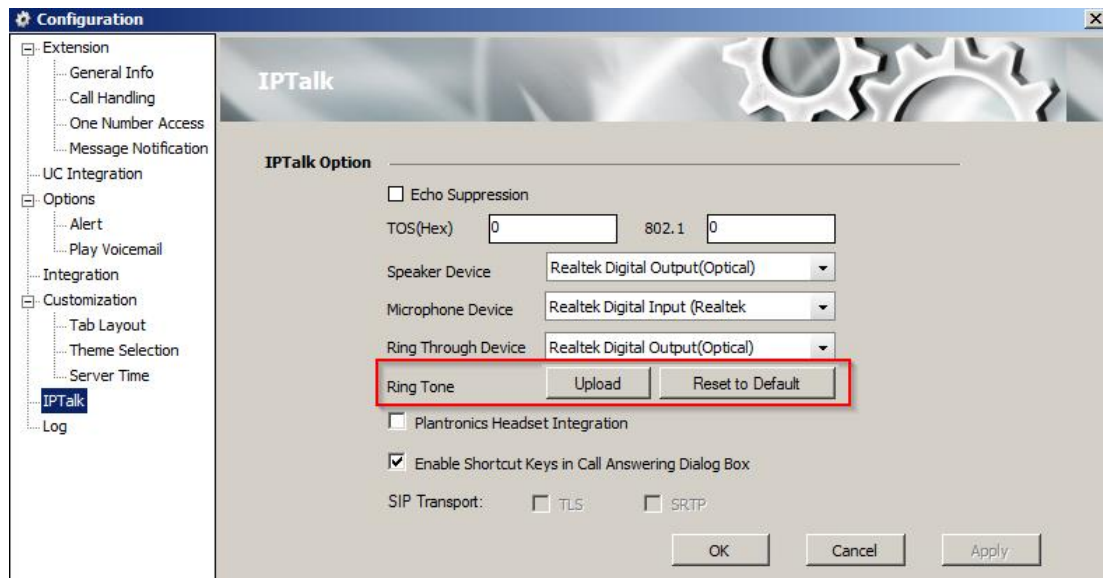 Configuration
Extension
General Info
Call Handling
One Number Access
Message Notification
UC Integration
Options
Alert
Play Voicemail
Integration
Customization
Tab Layout
Theme Selection
Server Time
IPTalk
Log
IPTalk
IPTalk Option
Echo Suppression
TOS(Hex) 0 802.1 0
Speaker Device Realtek Digital Output(Optical)
Microphone Device Realtek Digital Input (Realtek
Ring Through Device Realtek Digital Output(Optical)
Ring Tone Upload Reset to Default
Plantronics Headset Integration
Enable Shortcut Keys in Call Answering Dialog Box
SIP Transport: TLS SRTP
OK Cancel Apply